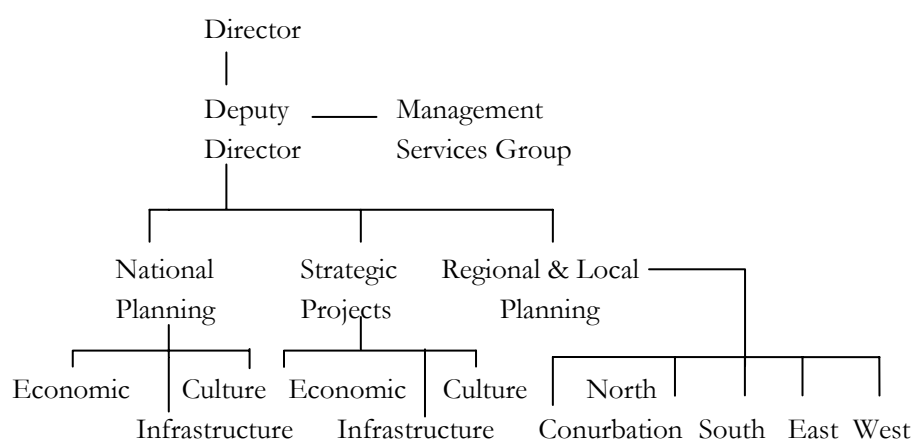 Director
Deputy Management
Director Services Group
National Strategic Regional & Local
Planning Projects Planning
Economic Culture Economic Culture North
Infrastructure Infrastructure Conurbation South East West